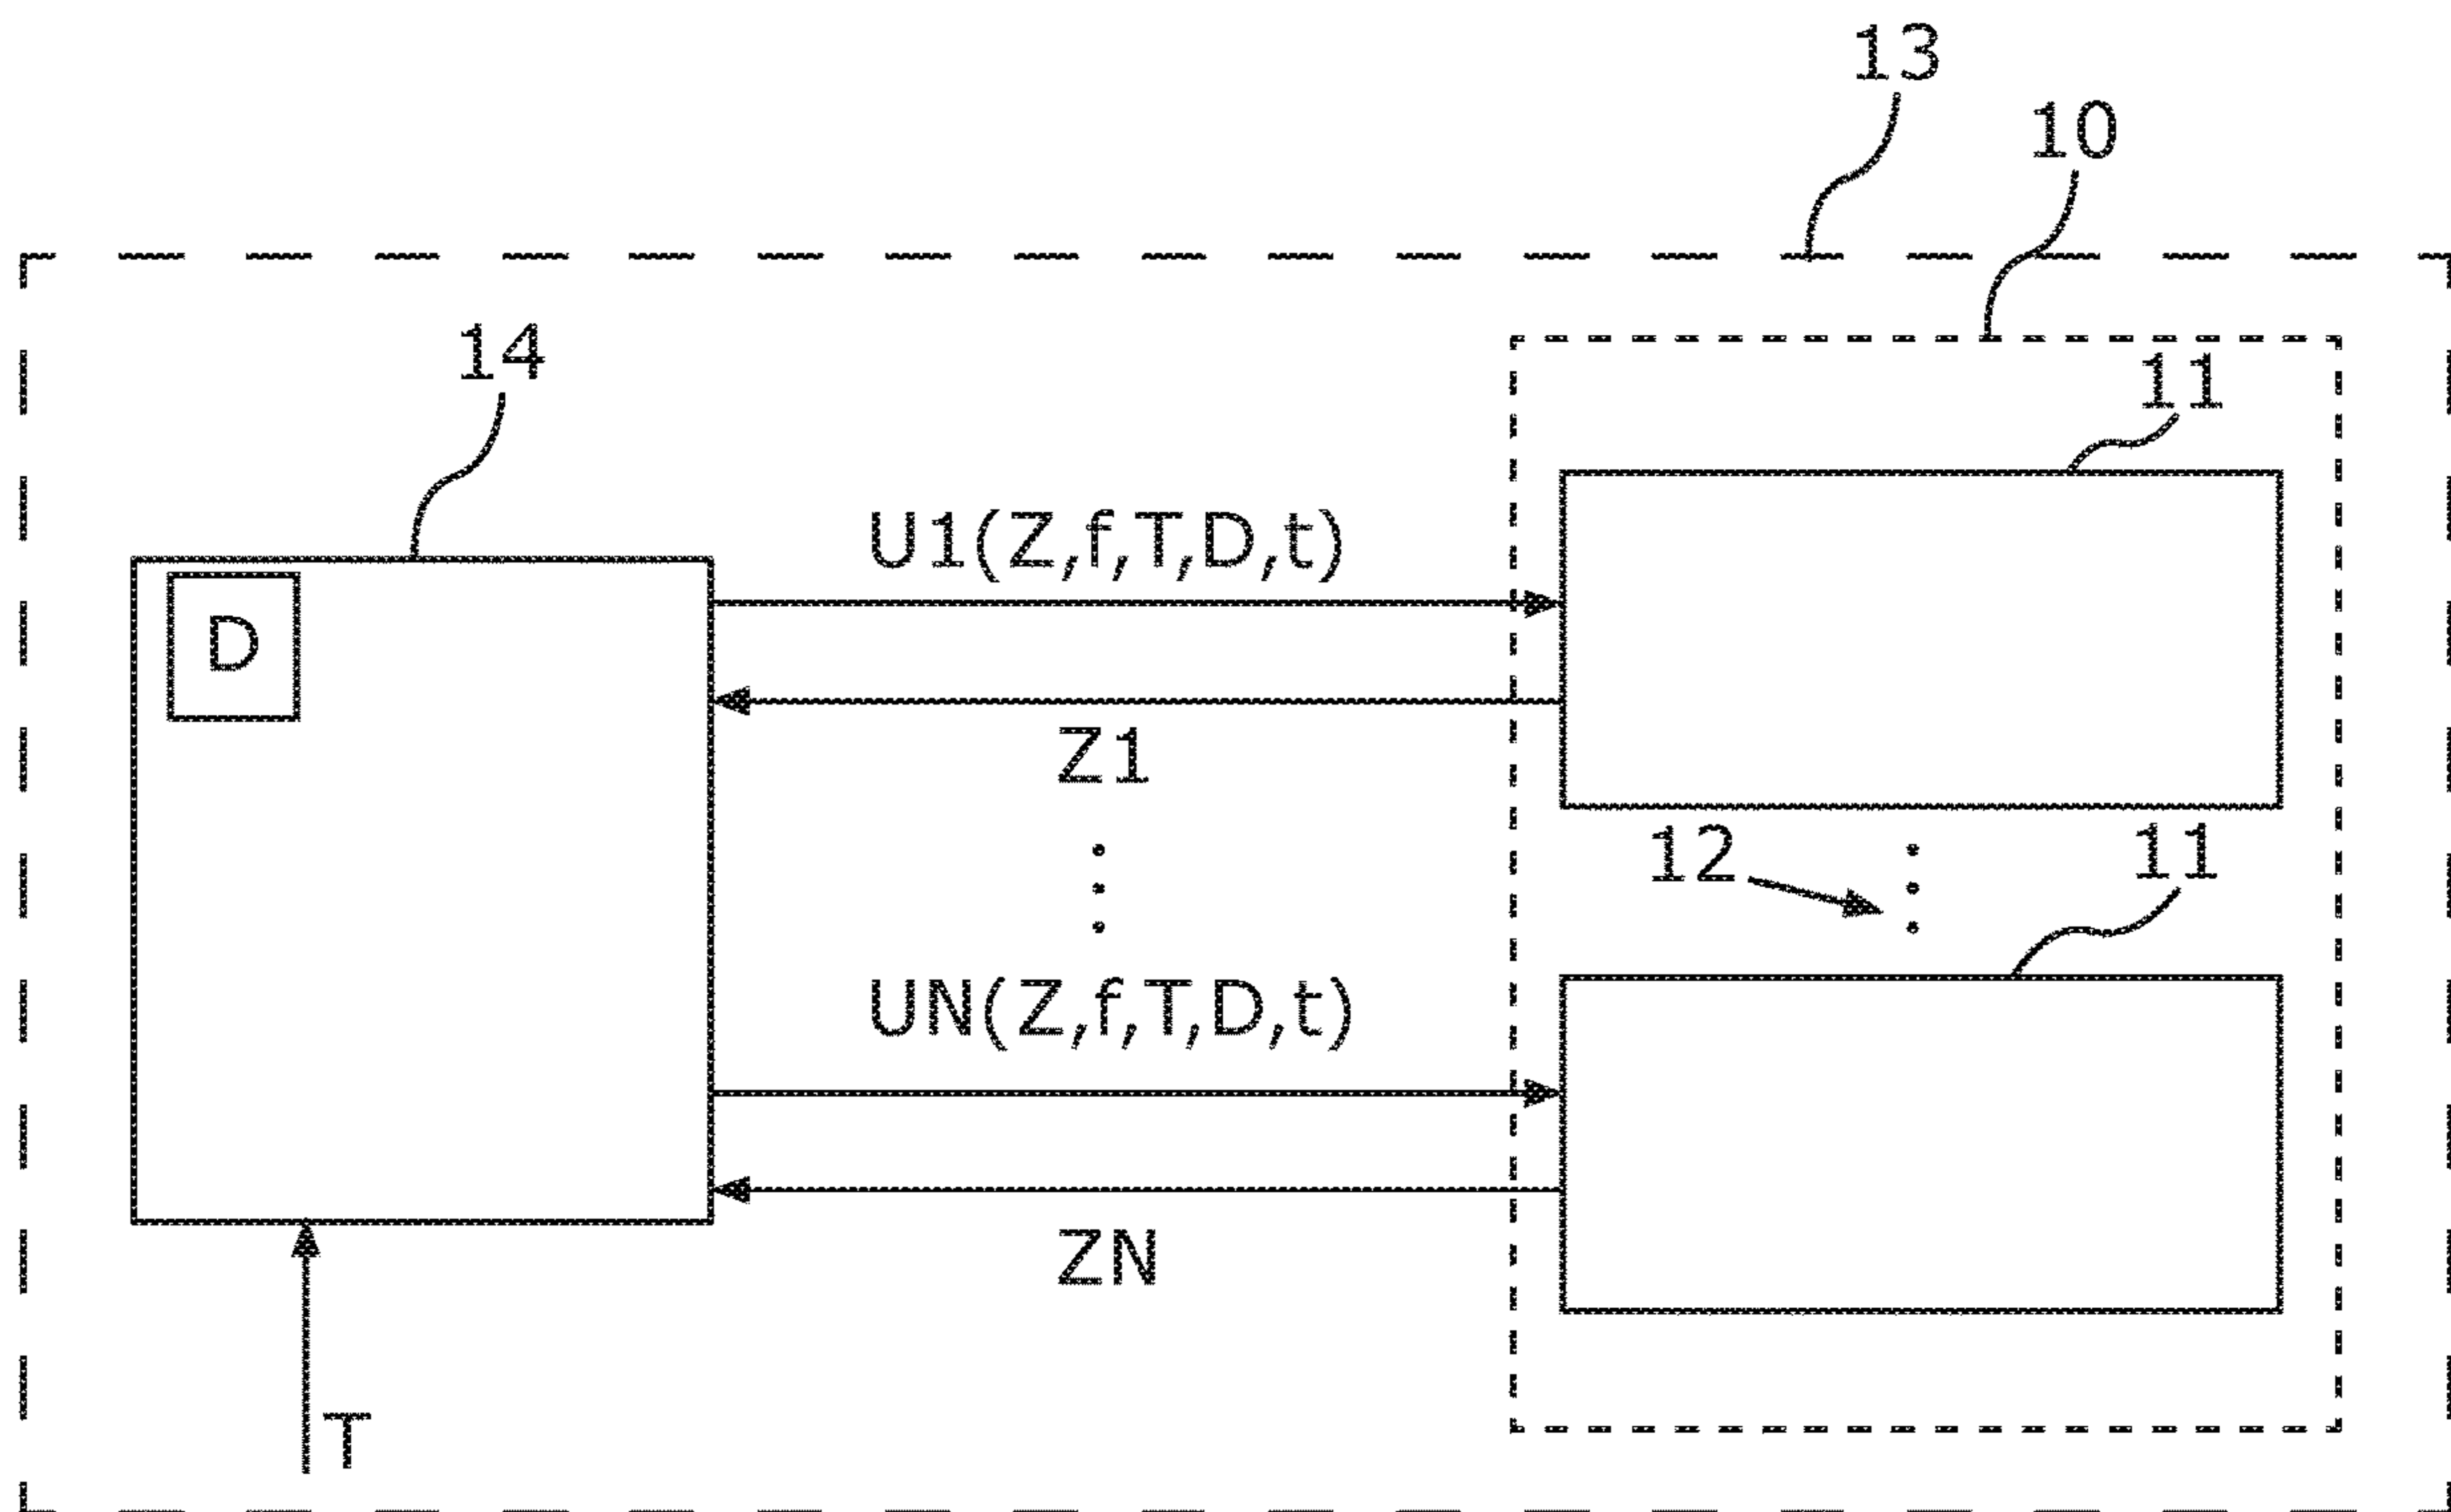 13
10
14
11
U1(Z,f,T,D,t)
D
Z1
12
11
UN(Z,f,T,D,t)
ZN
T